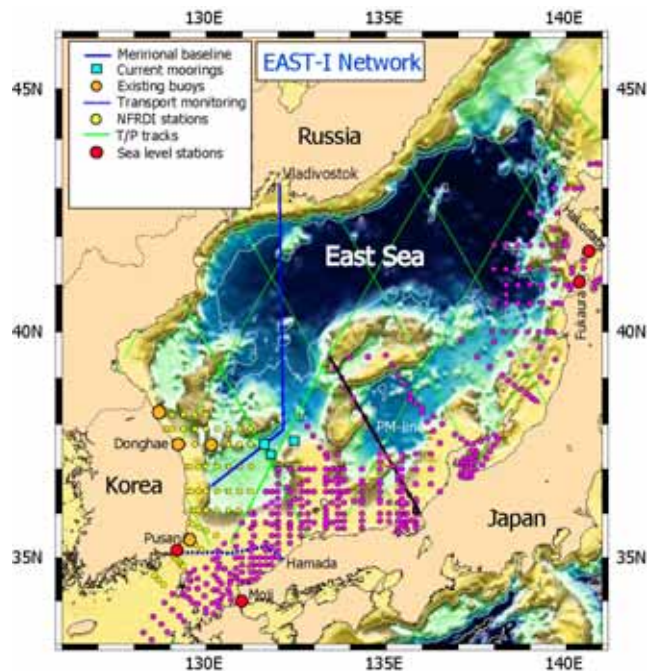 130E 135E 140E
45N 45N
Merirional baseline
Current moorings
Existing buoys
Transport monitoring
NFRDI stations
T/P tracks
Sea level stations
EAST-I Network
Russia
Vladivostok
East Sea
Hakodate
Fukaura
40N 40N
PM-line
Donghae
Korea
Japan
Pusan
35N 35N
Hamada
Moji
130E 135E 140E